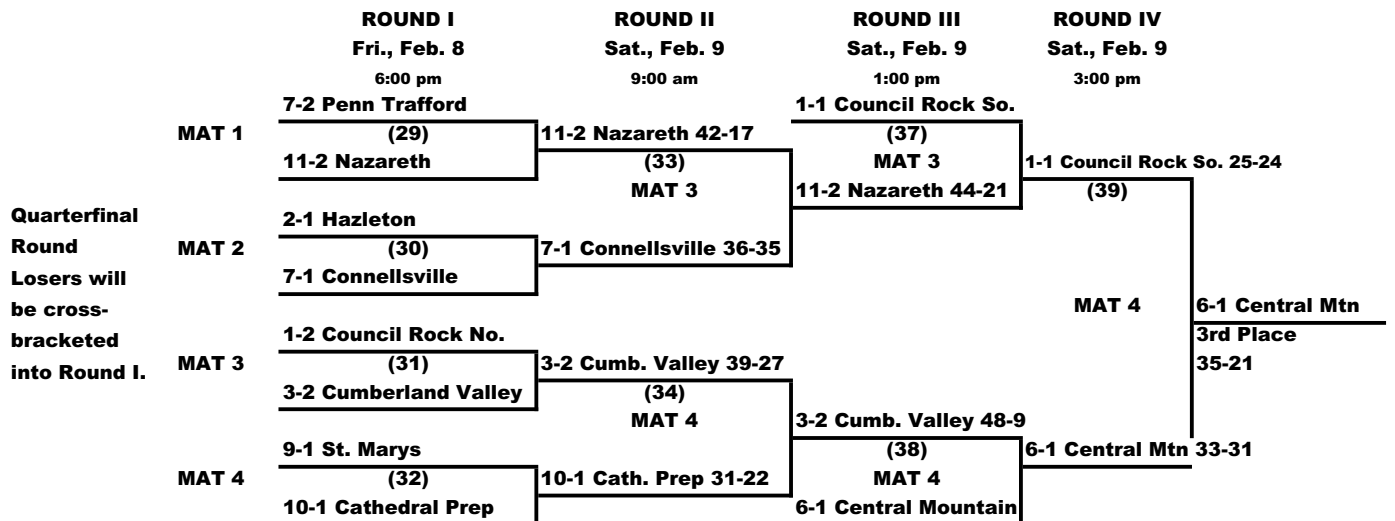 ROUND I ROUND II ROUND III ROUND IV
Fri., Feb. 8 Sat., Feb. 9 Sat., Feb. 9 Sat., Feb. 9
6:00 pm 9:00 am 1:00 pm 3:00 pm
7-2 Penn Trafford 1-1 Council Rock So.
MAT 1 (29) 11-2 Nazareth 42-17 (37)
11-2 Nazareth (33) MAT 3 1-1 Council Rock So. 25-24
MAT 3 11-2 Nazareth 44-21 (39)
Quarterfinal 2-1 Hazleton
Round MAT 2 (30) 7-1 Connellsville 36-35
Losers will 7-1 Connellsville
be cross- MAT 4 6-1 Central Mtn
bracketed 1-2 Council Rock No. 3rd Place
into Round I. MAT 3 (31) 3-2 Cumb. Valley 39-27 35-21
3-2 Cumberland Valley (34)
MAT 4 3-2 Cumb. Valley 48-9
9-1 St. Marys (38) 6-1 Central Mtn 33-31
MAT 4 (32) 10-1 Cath. Prep 31-22 MAT 4
10-1 Cathedral Prep 6-1 Central Mountain